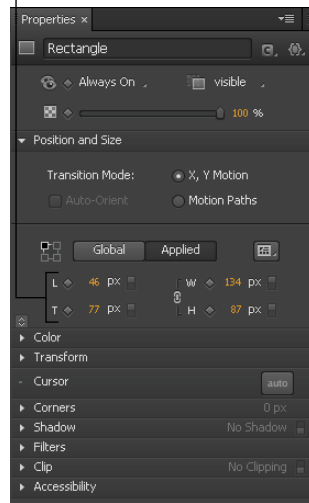 Properties ×
Rectangle
Always On visible
100 %
Position and Size
Transition Mode: X, Y Motion
Auto-Orient Motion Paths
Global Applied
L 46 px W 134 px
T 77 px H 87 px
Color
Transform
Cursor auto
Corners 0 px
Shadow No Shadow
Filters
Clip No Clipping
Accessibility